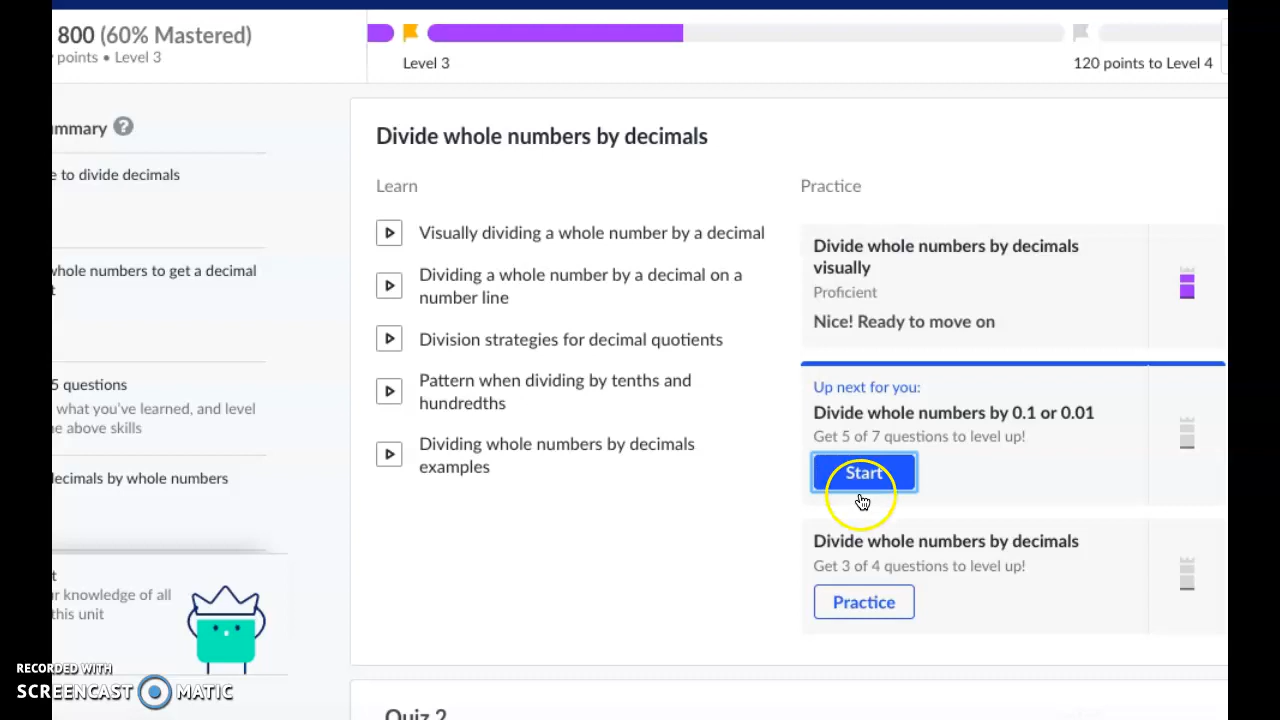 800 (60% Mastered)
points • Level 3
Level 3
120 points to Level 4
mmary ?
e to divide decimals
whole numbers to get a decimal
t
5 questions
what you've learned, and level
e above skills
decimals by whole numbers
t
r knowledge of all
this unit
Divide whole numbers by decimals
Learn
Visually dividing a whole number by a decimal
Dividing a whole number by a decimal on a
number line
Division strategies for decimal quotients
Pattern when dividing by tenths and
hundredths
Dividing whole numbers by decimals
examples
Practice
Divide whole numbers by decimals
visually
Proficient
Nice! Ready to move on
Up next for you:
Divide whole numbers by 0.1 or 0.01
Get 5 of 7 questions to level up!
Start
Divide whole numbers by decimals
Get 3 of 4 questions to level up!
Practice
Quiz 2
RECORDED WITH
SCREENCAST MATIC